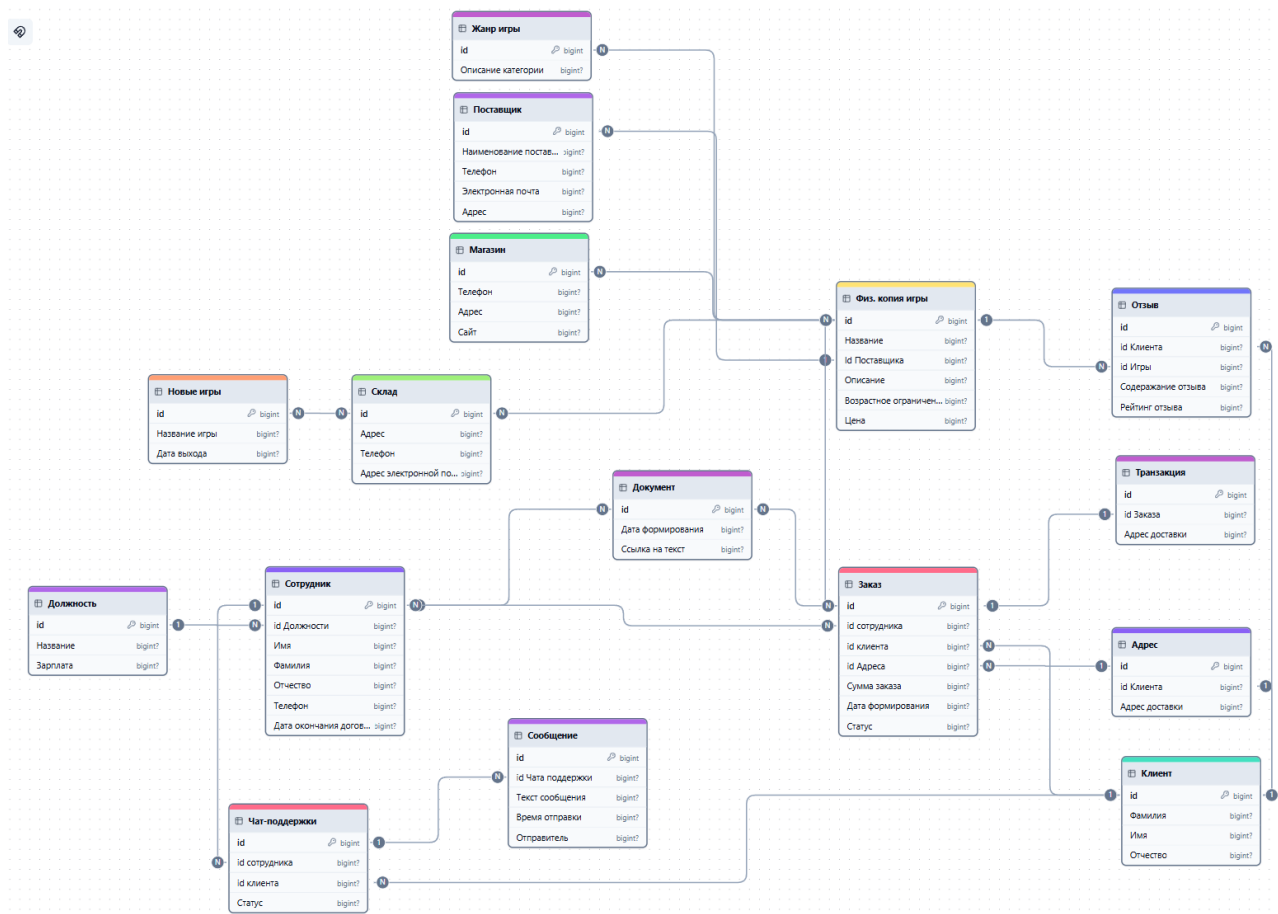 Жанр игры
id bigint
Описание категории bigint?
Поставщик
id bigint
Наименование постав... bigint?
Телефон bigint?
Электронная почта bigint?
Адрес bigint?
Магазин
id bigint
Телефон bigint?
Адрес bigint?
Сайт bigint?
Физ. копия игры
id bigint
Название bigint?
id Поставщика bigint?
Описание bigint?
Возрастное ограничен... bigint?
Цена bigint?
Отзыв
id bigint
id Клиента bigint?
id Игры bigint?
Содеражание отзыва bigint?
Рейтинг отзыва bigint?
Новые игры
id bigint
Название игры bigint?
Дата выхода bigint?
Склад
id bigint
Адрес bigint?
Телефон bigint?
Адрес электронной по... bigint?
Документ
id bigint
Дата формирования bigint?
Ссылка на текст bigint?
Транзакция
id bigint
id Заказа bigint?
Адрес доставки bigint?
Должность
id bigint
Название bigint?
Зарплата bigint?
Сотрудник
id bigint
id Должности bigint?
Имя bigint?
Фамилия bigint?
Отчество bigint?
Телефон bigint?
Дата окончания догов... bigint?
Заказ
id bigint
id сотрудника bigint?
id клиента bigint?
id Адреса bigint?
Сумма заказа bigint?
Дата формирования bigint?
Статус bigint?
Адрес
id bigint
id Клиента bigint?
Адрес доставки bigint?
Сообщение
id bigint
id Чата поддержки bigint?
Текст сообщения bigint?
Время отправки bigint?
Отправитель bigint?
Клиент
id bigint
Фамилия bigint?
Имя bigint?
Отчество bigint?
Чат-поддержки
id bigint
id сотрудника bigint?
id клиента bigint?
Статус bigint?